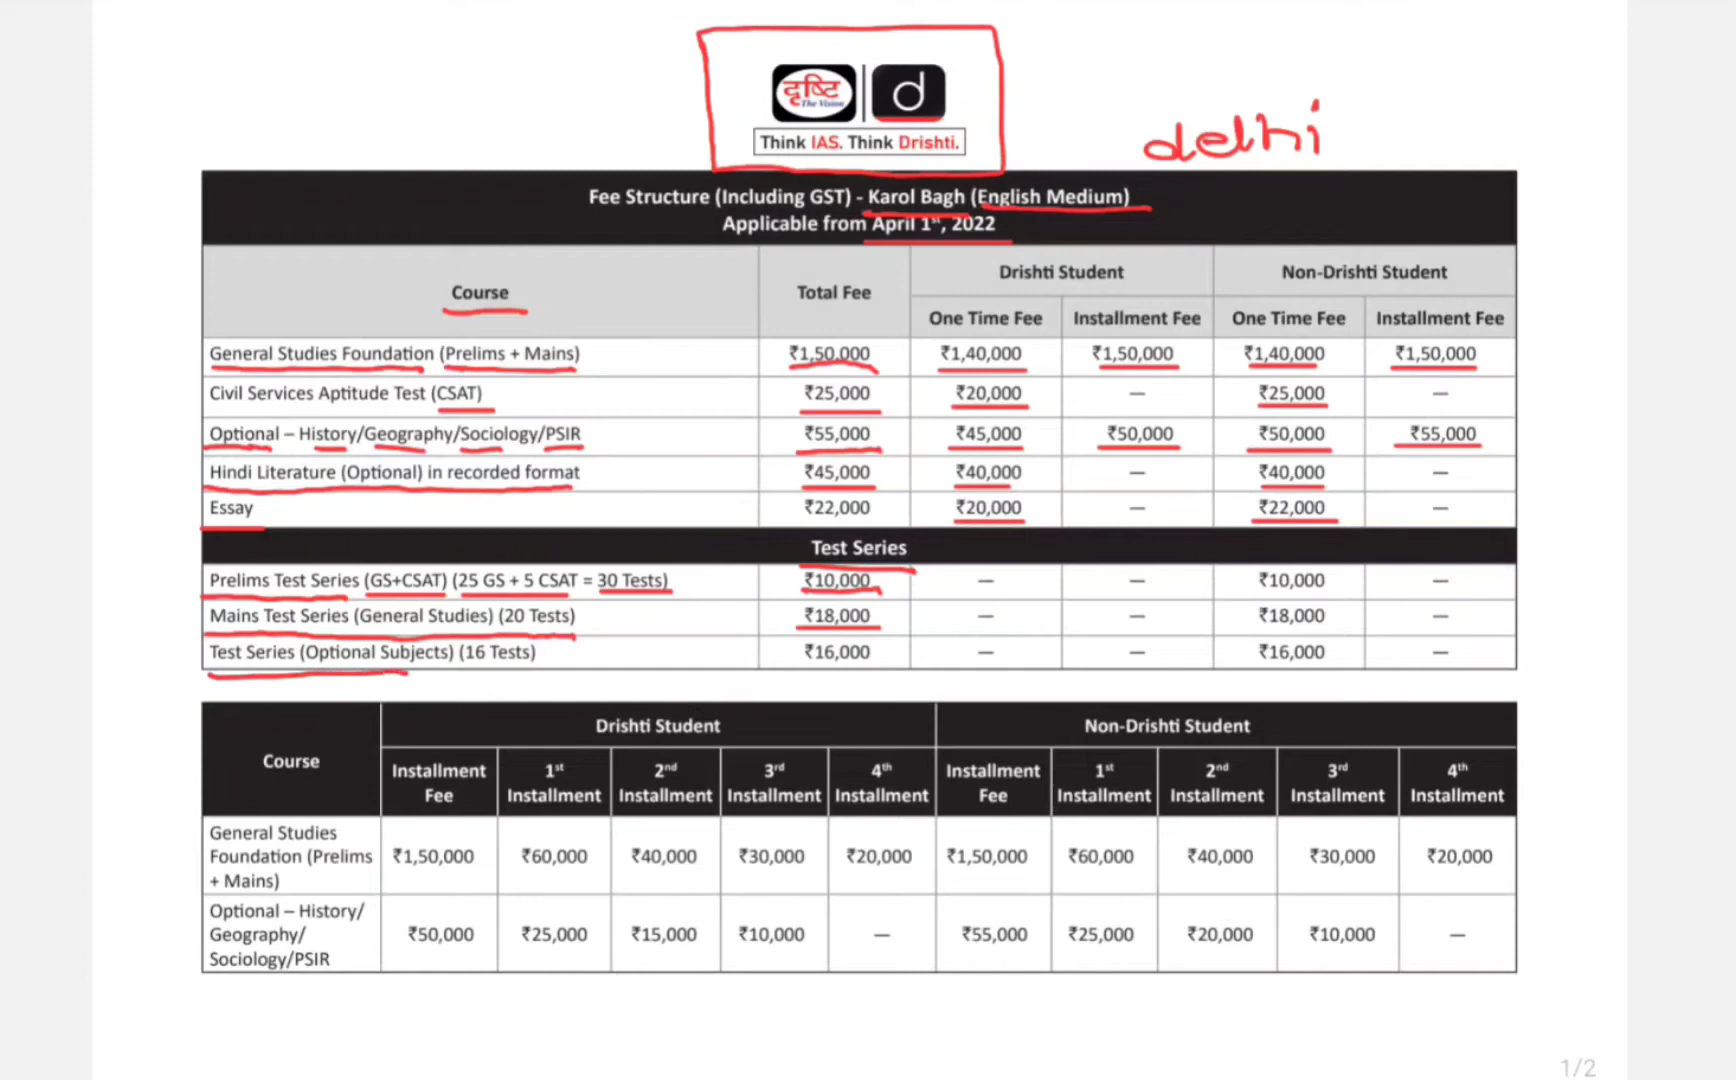 दृष्टि
The Vision
d
Think IAS. Think Drishti.
delhi
Fee Structure (Including GST) - Karol Bagh (English Medium)
Applicable from April 1st, 2022
Course Total Fee Drishti Student Non-Drishti Student
One Time Fee Installment Fee One Time Fee Installment Fee
General Studies Foundation (Prelims + Mains) ₹1,50,000 ₹1,40,000 ₹1,50,000 ₹1,40,000 ₹1,50,000
Civil Services Aptitude Test (CSAT) ₹25,000 ₹20,000 — ₹25,000 —
Optional – History/Geography/Sociology/PSIR ₹55,000 ₹45,000 ₹50,000 ₹50,000 ₹55,000
Hindi Literature (Optional) in recorded format ₹45,000 ₹40,000 — ₹40,000 —
Essay ₹22,000 ₹20,000 — ₹22,000 —
Test Series
Prelims Test Series (GS+CSAT) (25 GS + 5 CSAT = 30 Tests) ₹10,000 — — ₹10,000 —
Mains Test Series (General Studies) (20 Tests) ₹18,000 — — ₹18,000 —
Test Series (Optional Subjects) (16 Tests) ₹16,000 — — ₹16,000 —
Course Drishti Student Non-Drishti Student
Installment Fee 1st Installment 2nd Installment 3rd Installment 4th Installment Installment Fee 1st Installment 2nd Installment 3rd Installment 4th Installment
General Studies
Foundation (Prelims ₹1,50,000 ₹60,000 ₹40,000 ₹30,000 ₹20,000 ₹1,50,000 ₹60,000 ₹40,000 ₹30,000 ₹20,000
+ Mains)
Optional – History/
Geography/ ₹50,000 ₹25,000 ₹15,000 ₹10,000 — ₹55,000 ₹25,000 ₹20,000 ₹10,000 —
Sociology/PSIR
1/2